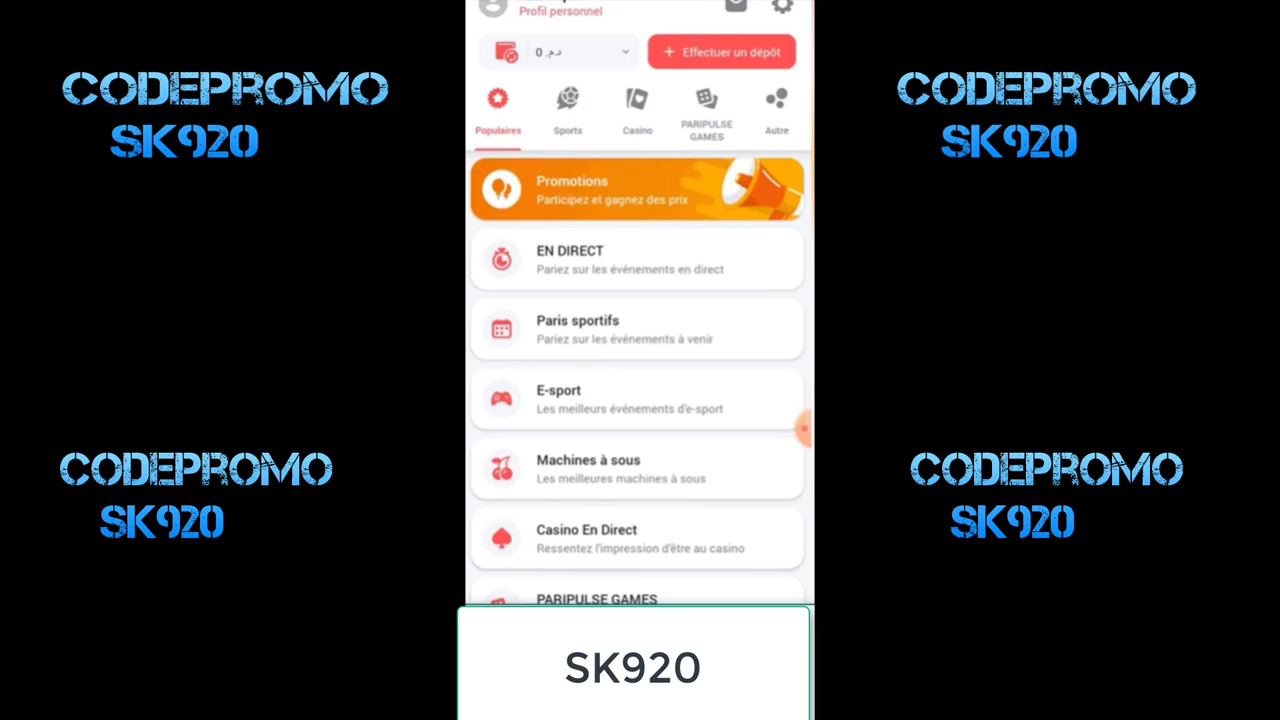 Profil personnel
CODEPROMO
SK920
CODEPROMO
SK920
0 د.م.
+ Effectuer un dépôt
Populaires
Sports
Casino
PARIPULSE
GAMES
Autre
Promotions
Participez et gagnez des prix
EN DIRECT
Pariez sur les événements en direct
Paris sportifs
Pariez sur les événements à venir
E-sport
Les meilleurs événements d'e-sport
Machines à sous
Les meilleures machines à sous
CODEPROMO
SK920
CODEPROMO
SK920
Casino En Direct
Ressentez l'impression d'être au casino
PARIPULSE GAMES
SK920